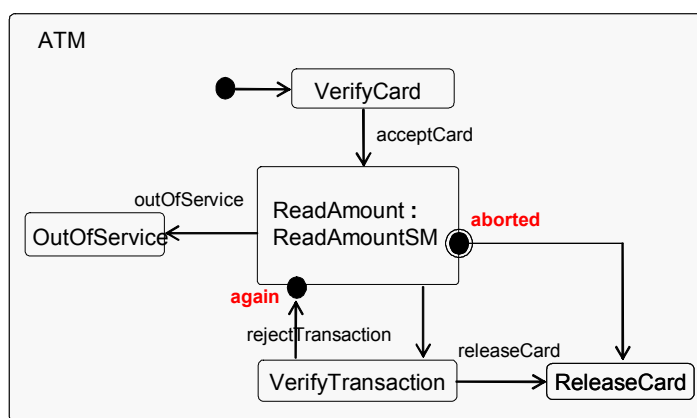 ATM
VerifyCard
acceptCard
outOfService
ReadAmount :
ReadAmountSM
aborted
OutOfService
again
rejectTransaction
releaseCard
VerifyTransaction
ReleaseCard